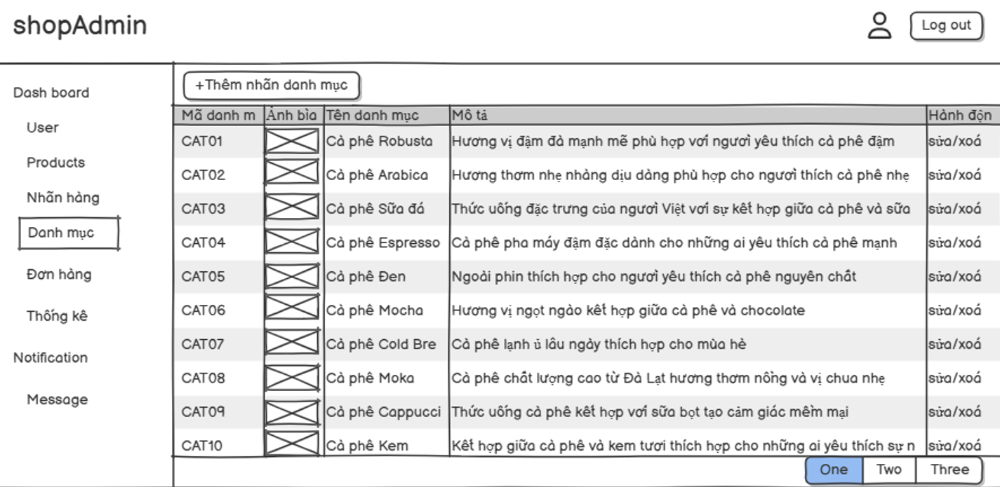 shopAdmin
Log out
Dash board
User
Products
Nhãn hàng
Danh mục
Đơn hàng
Thống kê
Notification
Message
+Thêm nhãn danh mục
Mã danh m Ảnh bìa Tên danh mục Mô tả Hành độn
CAT01 Cà phê Robusta Hương vị đậm đà mạnh mẽ phù hợp với người yêu thích cà phê đậm sửa/xoá
CAT02 Cà phê Arabica Hương thơm nhẹ nhàng dịu dàng phù hợp cho người thích cà phê nhẹ sửa/xoá
CAT03 Cà phê Sữa đá Thức uống đặc trưng của người Việt với sự kết hợp giữa cà phê và sữa sửa/xoá
CAT04 Cà phê Espresso Cà phê pha máy đậm đặc dành cho những ai yêu thích cà phê mạnh sửa/xoá
CAT05 Cà phê Đen Ngoài phin thích hợp cho người yêu thích cà phê nguyên chất sửa/xoá
CAT06 Cà phê Mocha Hương vị ngọt ngào kết hợp giữa cà phê và chocolate sửa/xoá
CAT07 Cà phê Cold Bre Cà phê lạnh ủ lâu ngày thích hợp cho mùa hè sửa/xoá
CAT08 Cà phê Moka Cà phê chất lượng cao từ Đà Lạt hương thơm nồng và vị chua nhẹ sửa/xoá
CAT09 Cà phê Cappucci Thức uống cà phê kết hợp với sữa bọt tạo cảm giác mềm mại sửa/xoá
CAT10 Cà phê Kem Kết hợp giữa cà phê và kem tươi thích hợp cho những ai yêu thích sự n sửa/xoá
One Two Three